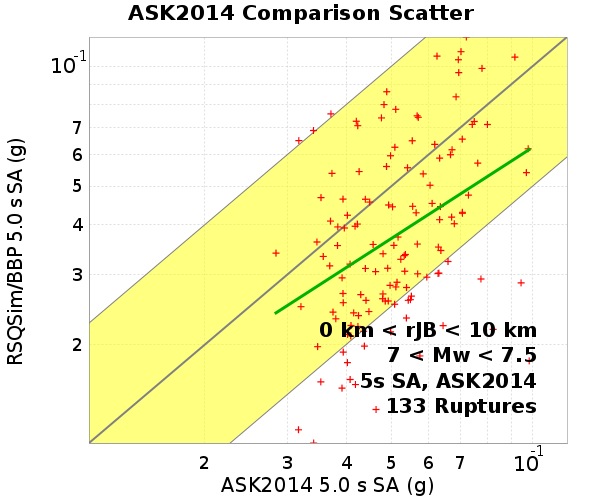 ASK2014 Comparison Scatter
RSQSim/BBP 5.0 s SA (g)
10-1
7
6
5
4
3
2
0 km < rJB < 10 km
7 < Mw < 7.5
5s SA, ASK2014
133 Ruptures
2 3 4 5 6 7 10-1
ASK2014 5.0 s SA (g)